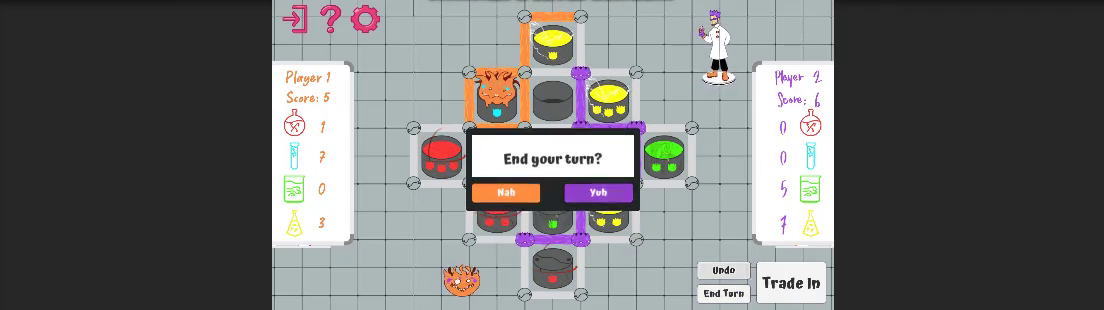 ?
Player 1
Score: 5
1
7
0
3
Player 2
Score: 6
0
0
5
7
End your turn?
Nah
Yuh
Undo
End Turn
Trade In